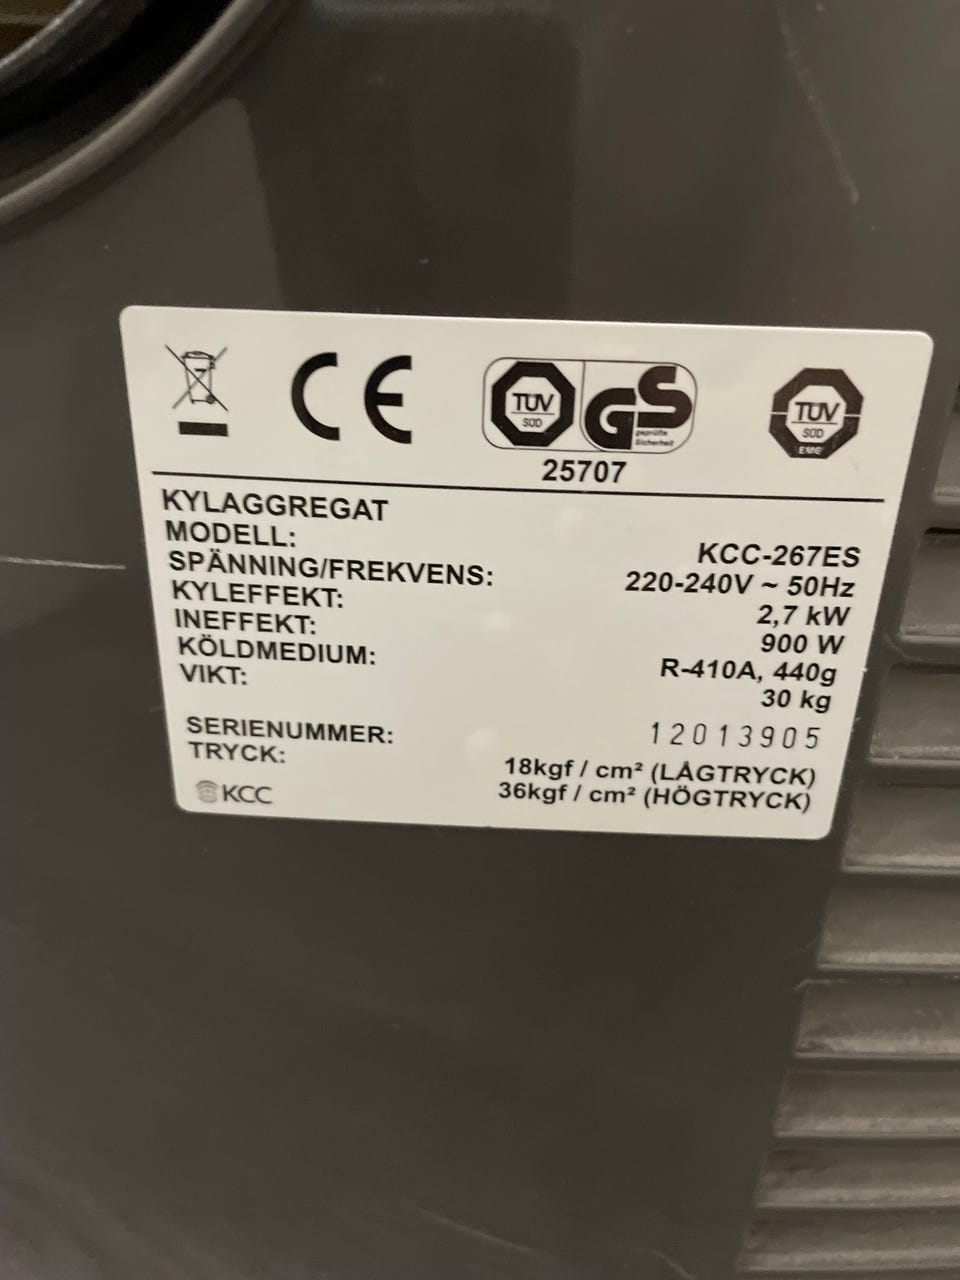 CE
TÜV
SÜD
GS
geprüfte
Sicherheit
TÜV
SÜD
EMC
25707
KYLAGGREGAT
MODELL: KCC-267ES
SPÄNNING/FREKVENS: 220-240V ~ 50Hz
KYLEFFEKT: 2,7 kW
INEFFEKT: 900 W
KÖLDMEDIUM: R-410A, 440g
VIKT: 30 kg
SERIENUMMER: 12013905
TRYCK: 18kgf / cm² (LÅGTRYCK)
36kgf / cm² (HÖGTRYCK)
KCC